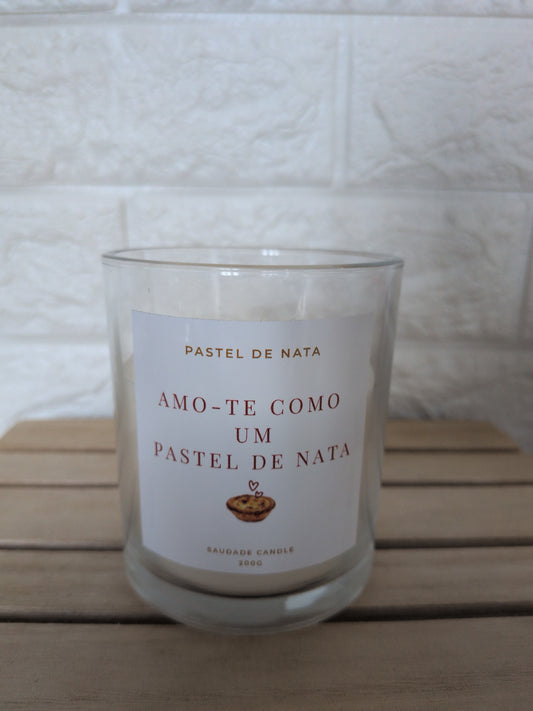 PASTEL DE NATA
AMO-TE COMO
UM
PASTEL DE NATA
SAUDADE CANDLE
200G